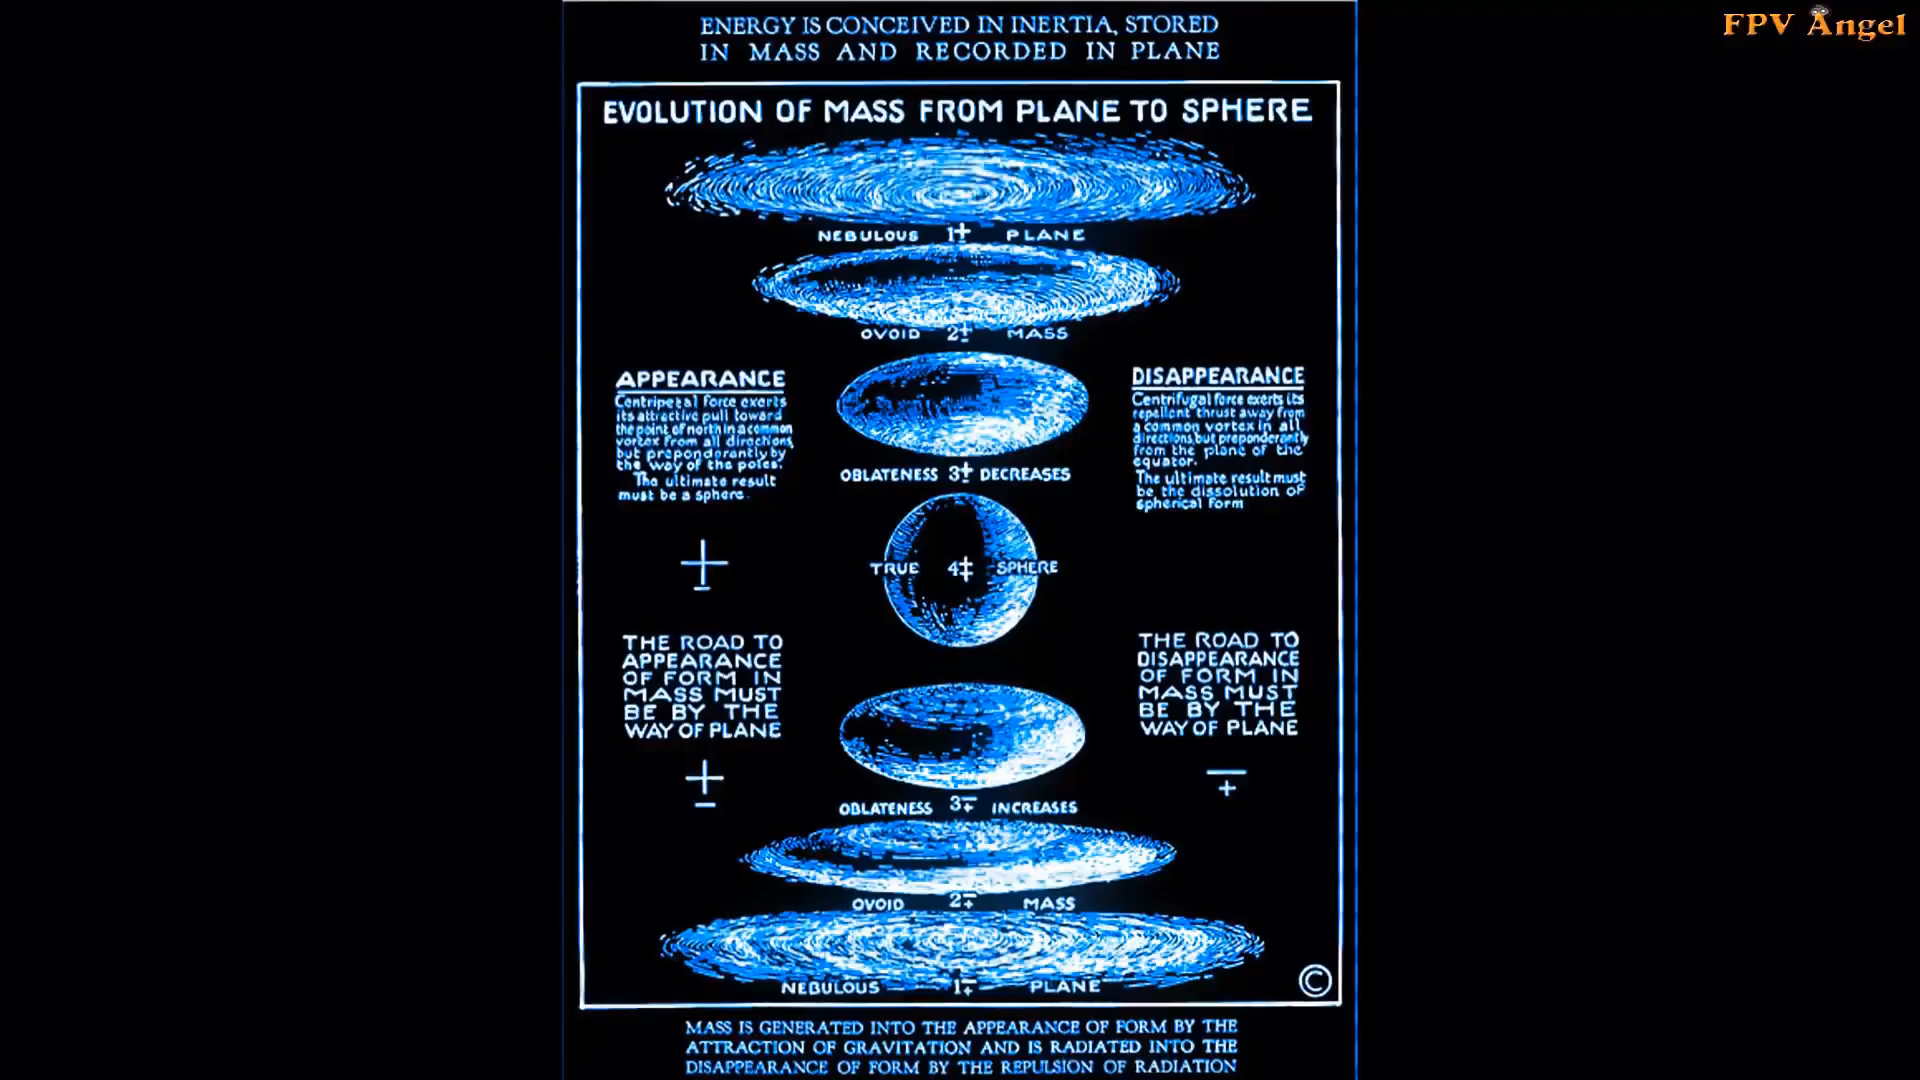 ENERGY IS CONCEIVED IN INERTIA, STORED
IN MASS AND RECORDED IN PLANE
FPV Angel
EVOLUTION OF MASS FROM PLANE TO SPHERE
NEBULOUS 1± PLANE
OVOID 2± MASS
APPEARANCE
Centripetal force exerts
its attractive pull toward
the point of north in a common
vortex from all directions,
but preponderantly by
the way of the poles.
The ultimate result
must be a sphere.
DISAPPEARANCE
Centrifugal force exerts its
repellent thrust away from
a common vortex in all
directions, but preponderantly
from the plane of the
equator.
The ultimate result must
be the dissolution of
spherical form
OBLATENESS 3± DECREASES
TRUE 4‡ SPHERE
±
THE ROAD TO
APPEARANCE
OF FORM IN
MASS MUST
BE BY THE
WAY OF PLANE
±
THE ROAD TO
DISAPPEARANCE
OF FORM IN
MASS MUST
BE BY THE
WAY OF PLANE
∓
OBLATENESS 3∓ INCREASES
OVOID 2∓ MASS
NEBULOUS 1∓ PLANE
©
MASS IS GENERATED INTO THE APPEARANCE OF FORM BY THE
ATTRACTION OF GRAVITATION AND IS RADIATED INTO THE
DISAPPEARANCE OF FORM BY THE REPULSION OF RADIATION